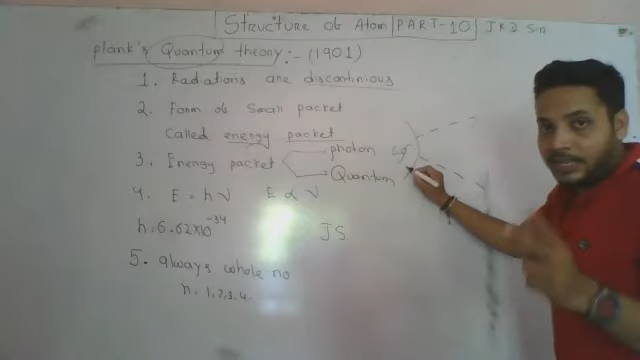 Structure of Atom PART-10 JRD Sir
plank's Quantum theory:- (1901)
1. Radiations are discontinious
2. Form of Small packet
Called energy packet
3. Energy packet photon
Quantum
4. E = hν E ∝ ν
h = 6.62×10⁻³⁴ JS
5. always whole no
n = 1, 2, 3, 4.